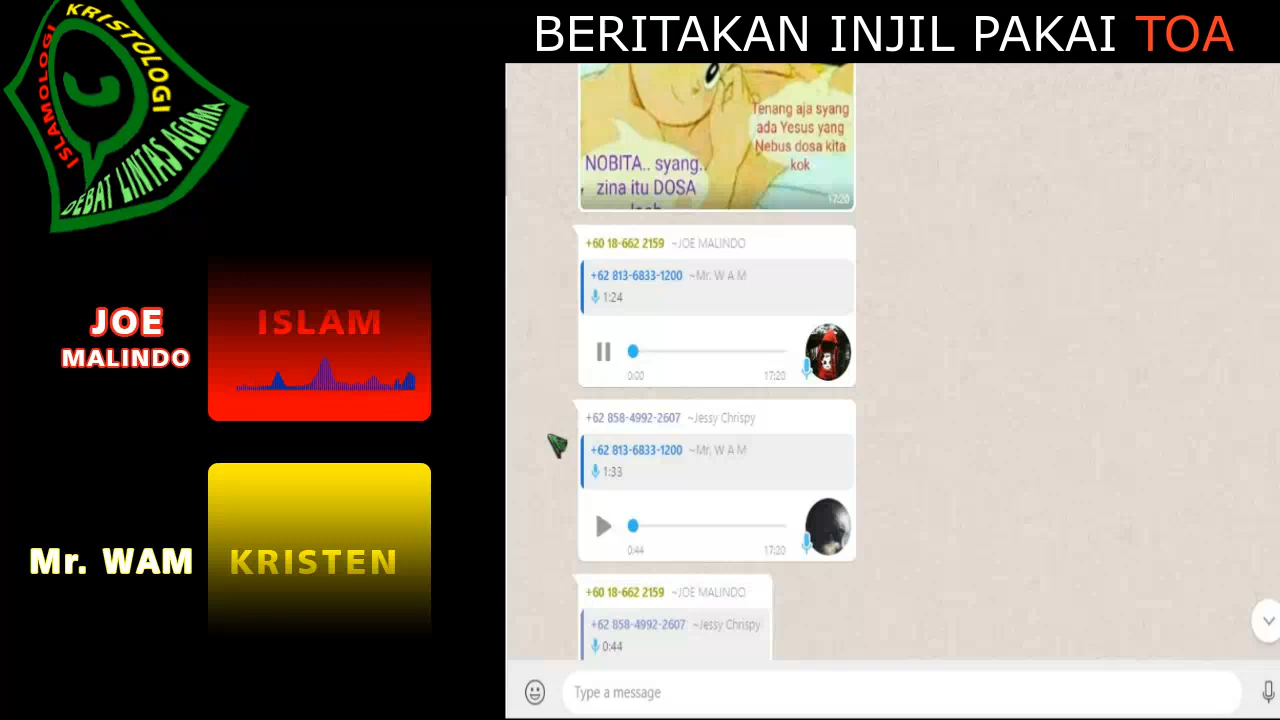 KRISTOLOGI
ISLAMOLOGI
DEBAT LINTAS AGAMA
BERITAKAN INJIL PAKAI TOA
Tenang aja syang
ada Yesus yang
Nebus dosa kita
kok
NOBITA.. syang..
zina itu DOSA
17:20
+60 18-662 2159 ~JOE MALINDO
+62 813-6833-1200 ~Mr. W A M
1:24
0:00 17:20
+62 858-4992-2607 ~Jessy Chrispy
+62 813-6833-1200 ~Mr. W A M
1:33
0:44 17:20
+60 18-662 2159 ~JOE MALINDO
+62 858-4992-2607 ~Jessy Chrispy
0:44
Type a message
JOE
MALINDO
ISLAM
Mr. WAM
KRISTEN